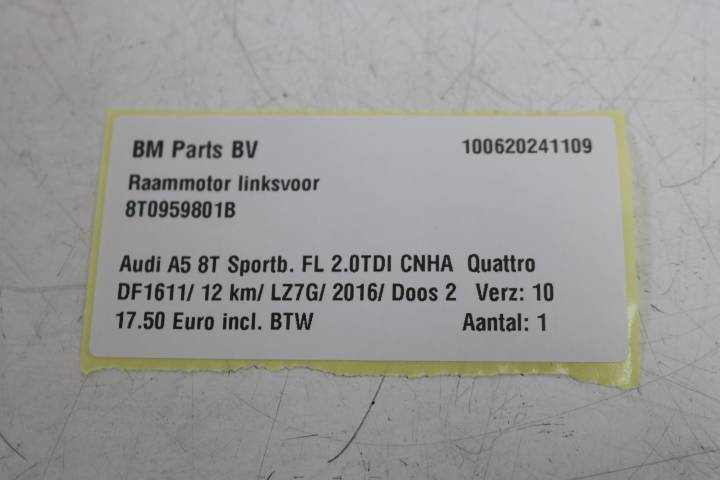 BM Parts BV 100620241109
Raammotor linksvoor
8T0959801B
Audi A5 8T Sportb. FL 2.0TDI CNHA Quattro
DF1611/ 12 km/ LZ7G/ 2016/ Doos 2 Verz: 10
17.50 Euro incl. BTW Aantal: 1